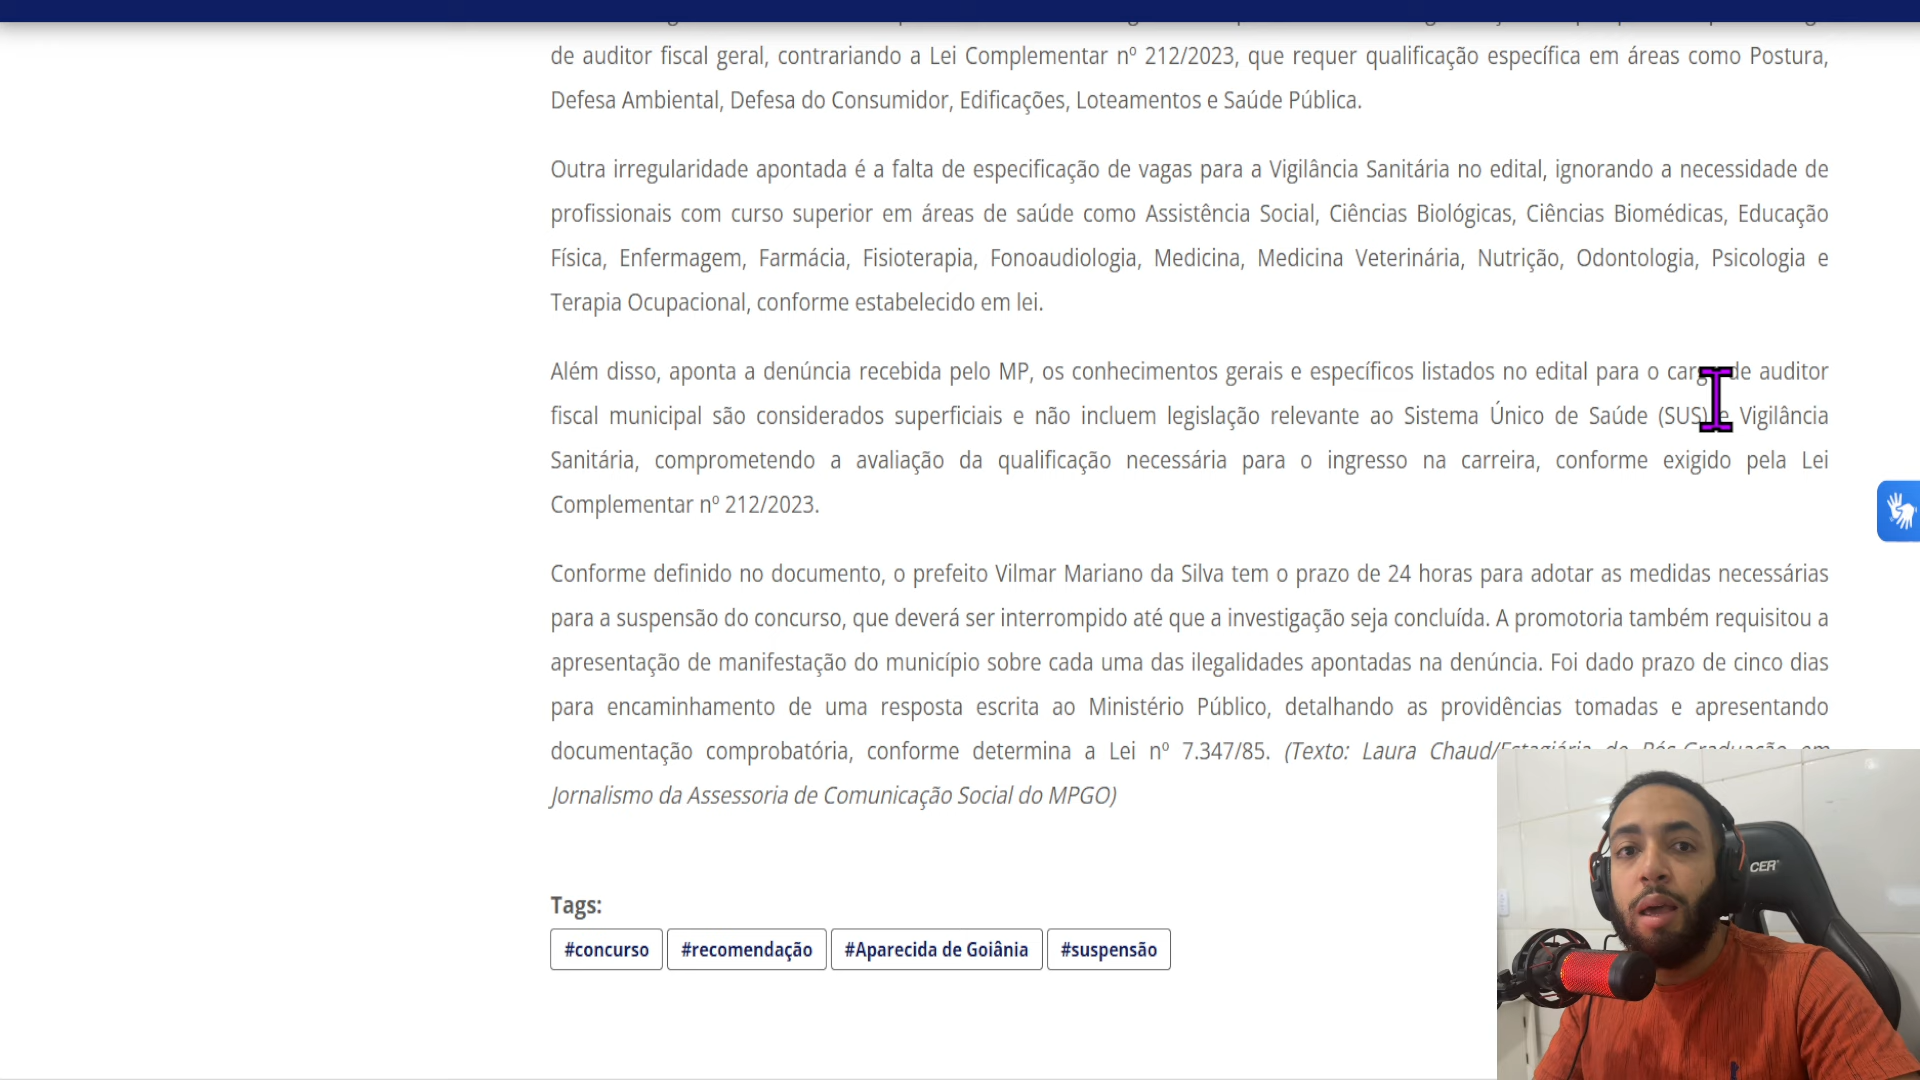 de auditor fiscal geral, contrariando a Lei Complementar nº 212/2023, que requer qualificação específica em áreas como Postura,
Defesa Ambiental, Defesa do Consumidor, Edificações, Loteamentos e Saúde Pública.
Outra irregularidade apontada é a falta de especificação de vagas para a Vigilância Sanitária no edital, ignorando a necessidade de
profissionais com curso superior em áreas de saúde como Assistência Social, Ciências Biológicas, Ciências Biomédicas, Educação
Física, Enfermagem, Farmácia, Fisioterapia, Fonoaudiologia, Medicina, Medicina Veterinária, Nutrição, Odontologia, Psicologia e
Terapia Ocupacional, conforme estabelecido em lei.
Além disso, aponta a denúncia recebida pelo MP, os conhecimentos gerais e específicos listados no edital para o cargo de auditor
fiscal municipal são considerados superficiais e não incluem legislação relevante ao Sistema Único de Saúde (SUS) e Vigilância
Sanitária, comprometendo a avaliação da qualificação necessária para o ingresso na carreira, conforme exigido pela Lei
Complementar nº 212/2023.
Conforme definido no documento, o prefeito Vilmar Mariano da Silva tem o prazo de 24 horas para adotar as medidas necessárias
para a suspensão do concurso, que deverá ser interrompido até que a investigação seja concluída. A promotoria também requisitou a
apresentação de manifestação do município sobre cada uma das ilegalidades apontadas na denúncia. Foi dado prazo de cinco dias
para encaminhamento de uma resposta escrita ao Ministério Público, detalhando as providências tomadas e apresentando
documentação comprobatória, conforme determina a Lei nº 7.347/85. (Texto: Laura Chaud/Estagiária de Pós-Graduação em
Jornalismo da Assessoria de Comunicação Social do MPGO)
Tags:
#concurso #recomendação #Aparecida de Goiânia #suspensão
CER